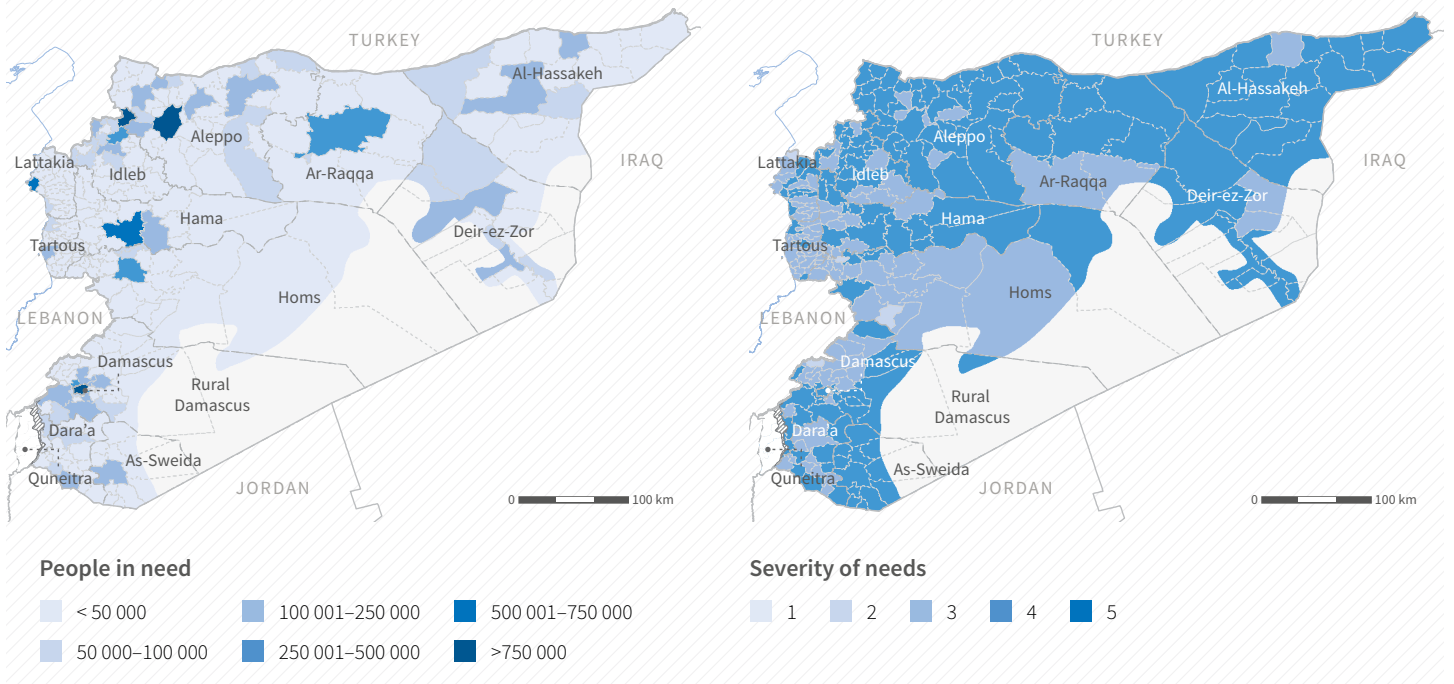 TURKEY
Al-Hassakeh
Aleppo
Lattakia
IRAQ
Idleb
Ar-Raqqa
Hama
Deir-ez-Zor
Tartous
Homs
LEBANON
Damascus
Rural
Damascus
Dara'a
As-Sweida
Quneitra
JORDAN
0 100 km
TURKEY
Al-Hassakeh
Aleppo
Lattakia
IRAQ
Idleb
Ar-Raqqa
Deir-ez-Zor
Hama
Tartous
Homs
LEBANON
Damascus
Rural
Damascus
Dara'a
As-Sweida
Quneitra
JORDAN
0 100 km
People in need
< 50 000
100 001–250 000
500 001–750 000
50 000–100 000
250 001–500 000
>750 000
Severity of needs
1 2 3 4 5